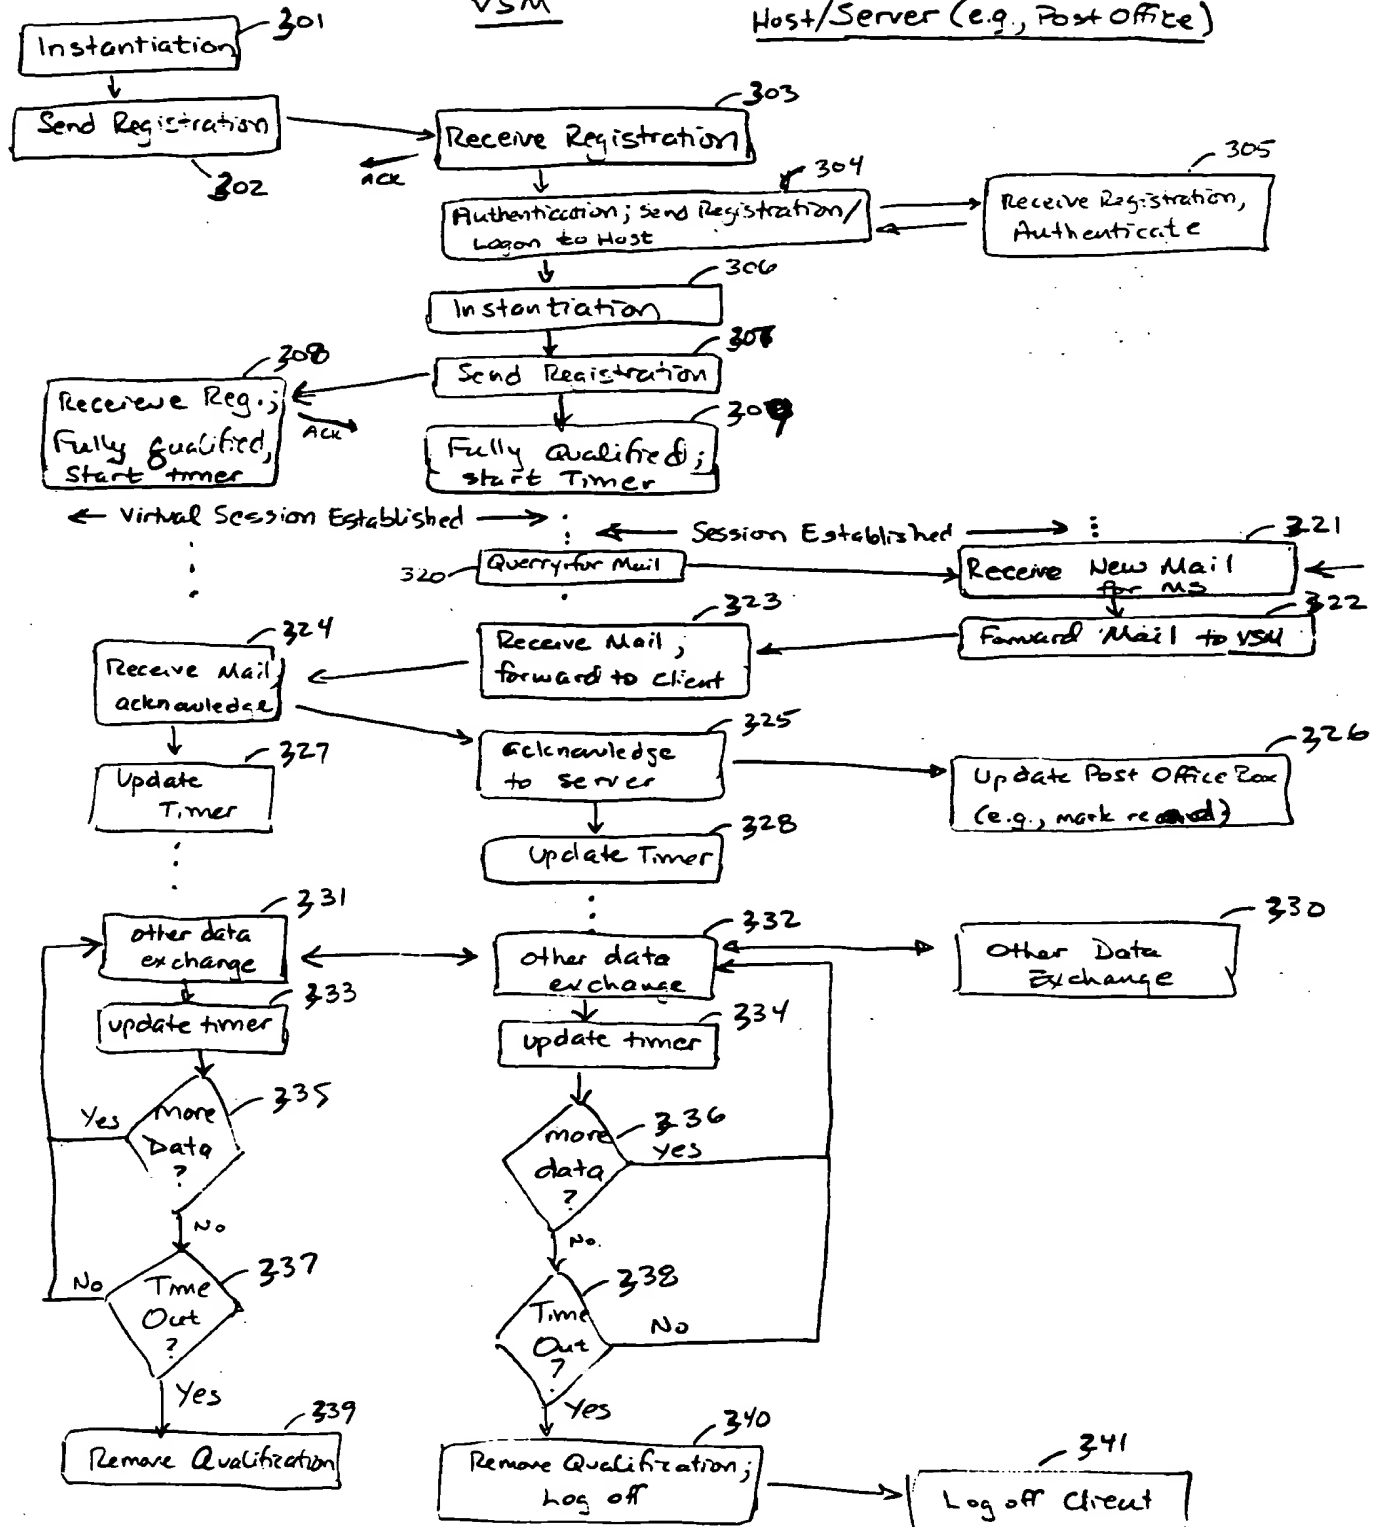 VSM
Host/Server (e.g., Post Office)
301
Instantiation
Send Registration
302
303
Receive Registration
ACK
304
Authentication; Send Registration/
Logon to Host
305
Receive Registration,
Authenticate
306
Instantiation
307
Send Registration
308
Receieve Reg.;
Fully Qualified,
Start timer
ACK
309
Fully Qualified;
start Timer
Virtual Session Established
Session Established
320
Querry for Mail
321
Receive New Mail
for MS
322
Forward Mail to VSM
323
Receive Mail;
forward to client
324
Receive Mail
acknowledge
325
acknowledge
to server
326
Update Post Office Box
(e.g., mark
327
Update
Timer
328
Update Timer
331
other data
exchange
332
other data
exchange
330
Other Data
Exchange
333
update timer
334
update timer
335
more
Data
?
Yes
No
336
more
data
?
yes
No.
337
Time
Out
?
No
Yes
338
Time
Out
?
No
Yes
339
Remove Qualification
340
Remove Qualification;
Log off
341
Log off Client